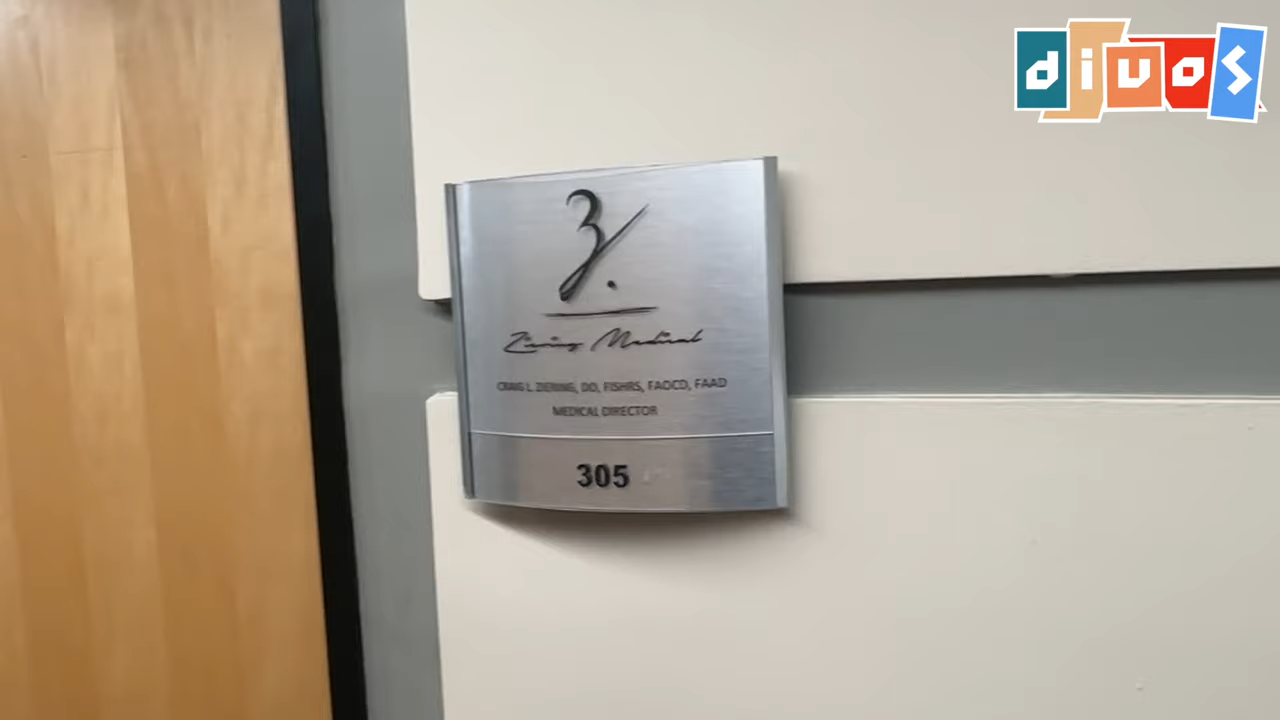 divos
Ziering Medical
CRAIG L. ZIERING, DO, FISHRS, FAOCD, FAAD
MEDICAL DIRECTOR
305